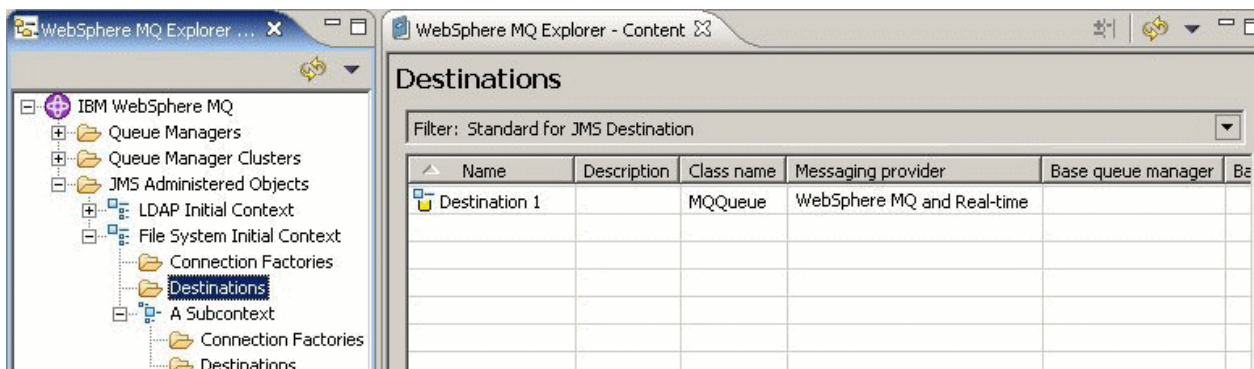 WebSphere MQ Explorer ...
IBM WebSphere MQ
Queue Managers
Queue Manager Clusters
JMS Administered Objects
LDAP Initial Context
File System Initial Context
Connection Factories
Destinations
A Subcontext
Connection Factories
Destinations
WebSphere MQ Explorer - Content
Destinations
Filter: Standard for JMS Destination
Name Description Class name Messaging provider Base queue manager Ba
Destination 1 MQQueue WebSphere MQ and Real-time